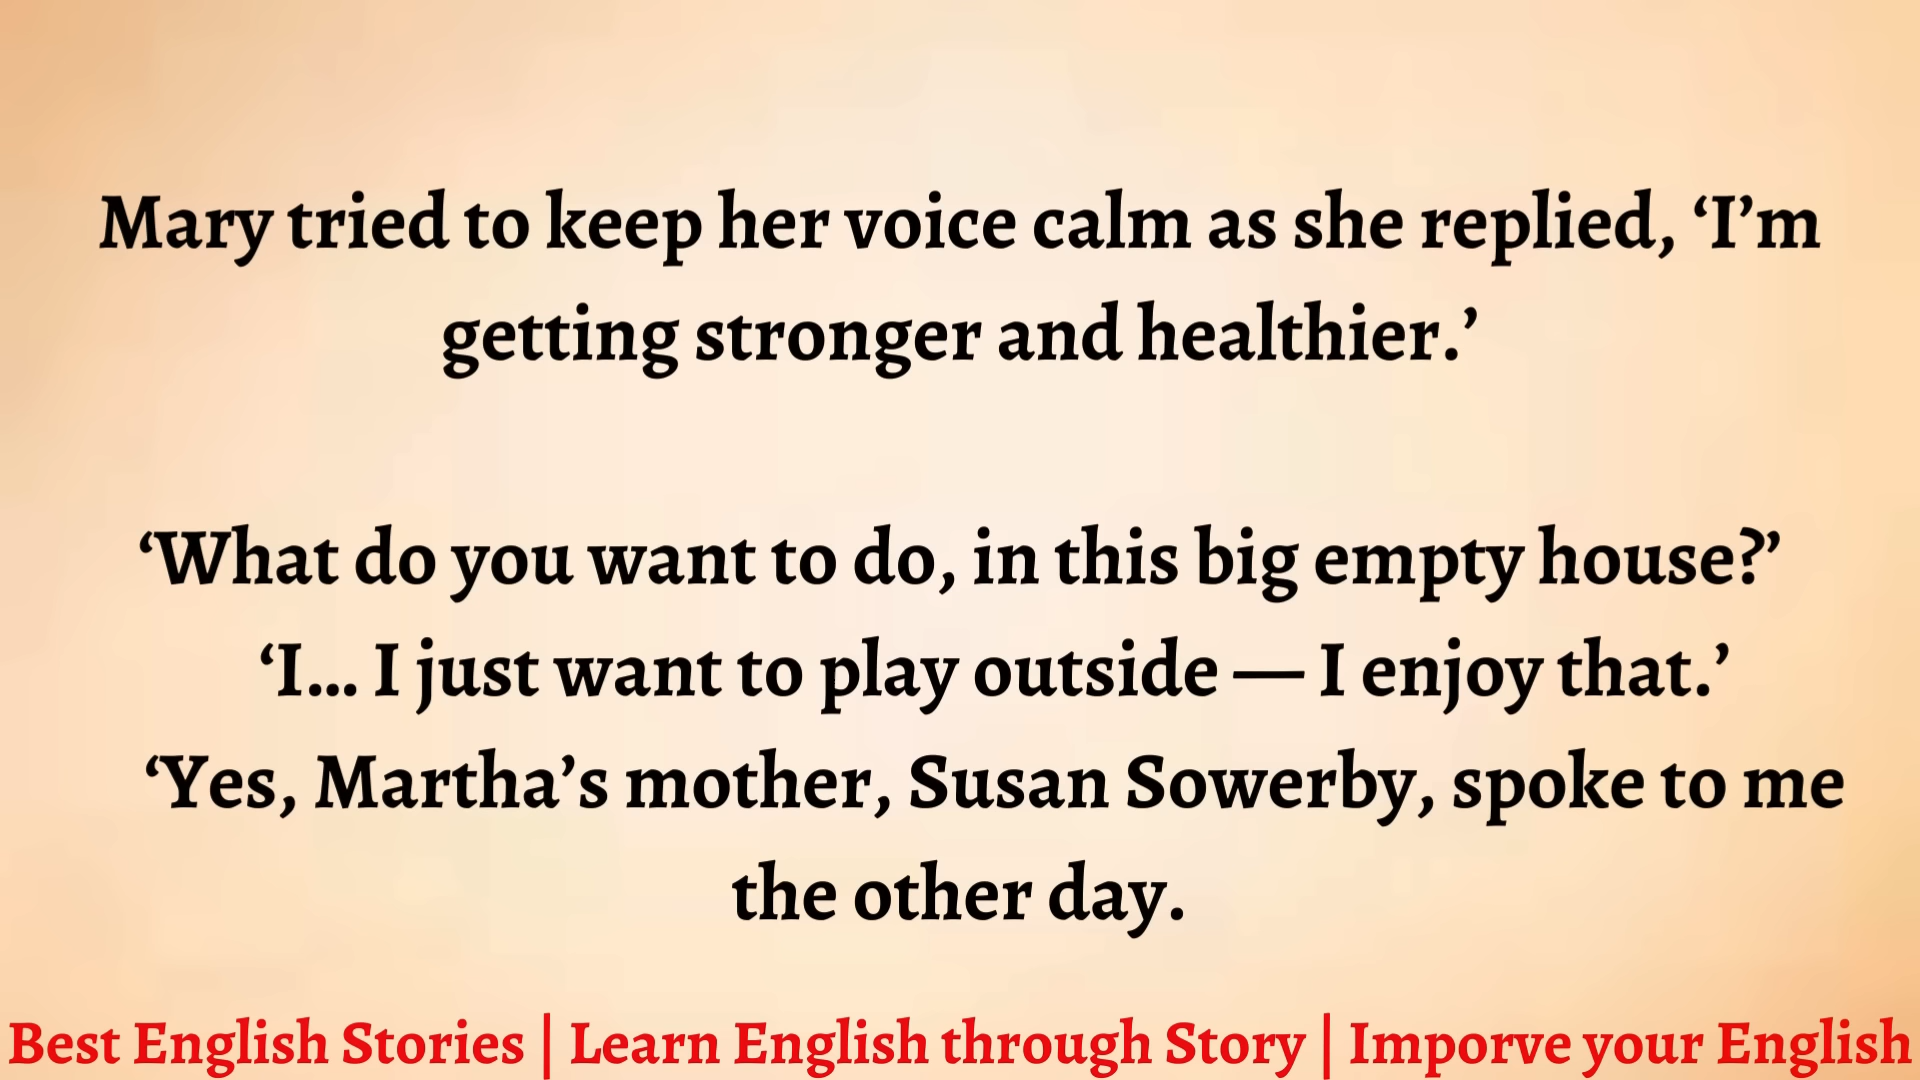 Mary tried to keep her voice calm as she replied, ‘I’m
getting stronger and healthier.’
‘What do you want to do, in this big empty house?’
‘I... I just want to play outside — I enjoy that.’
‘Yes, Martha’s mother, Susan Sowerby, spoke to me
the other day.
Best English Stories | Learn English through Story | Imporve your English